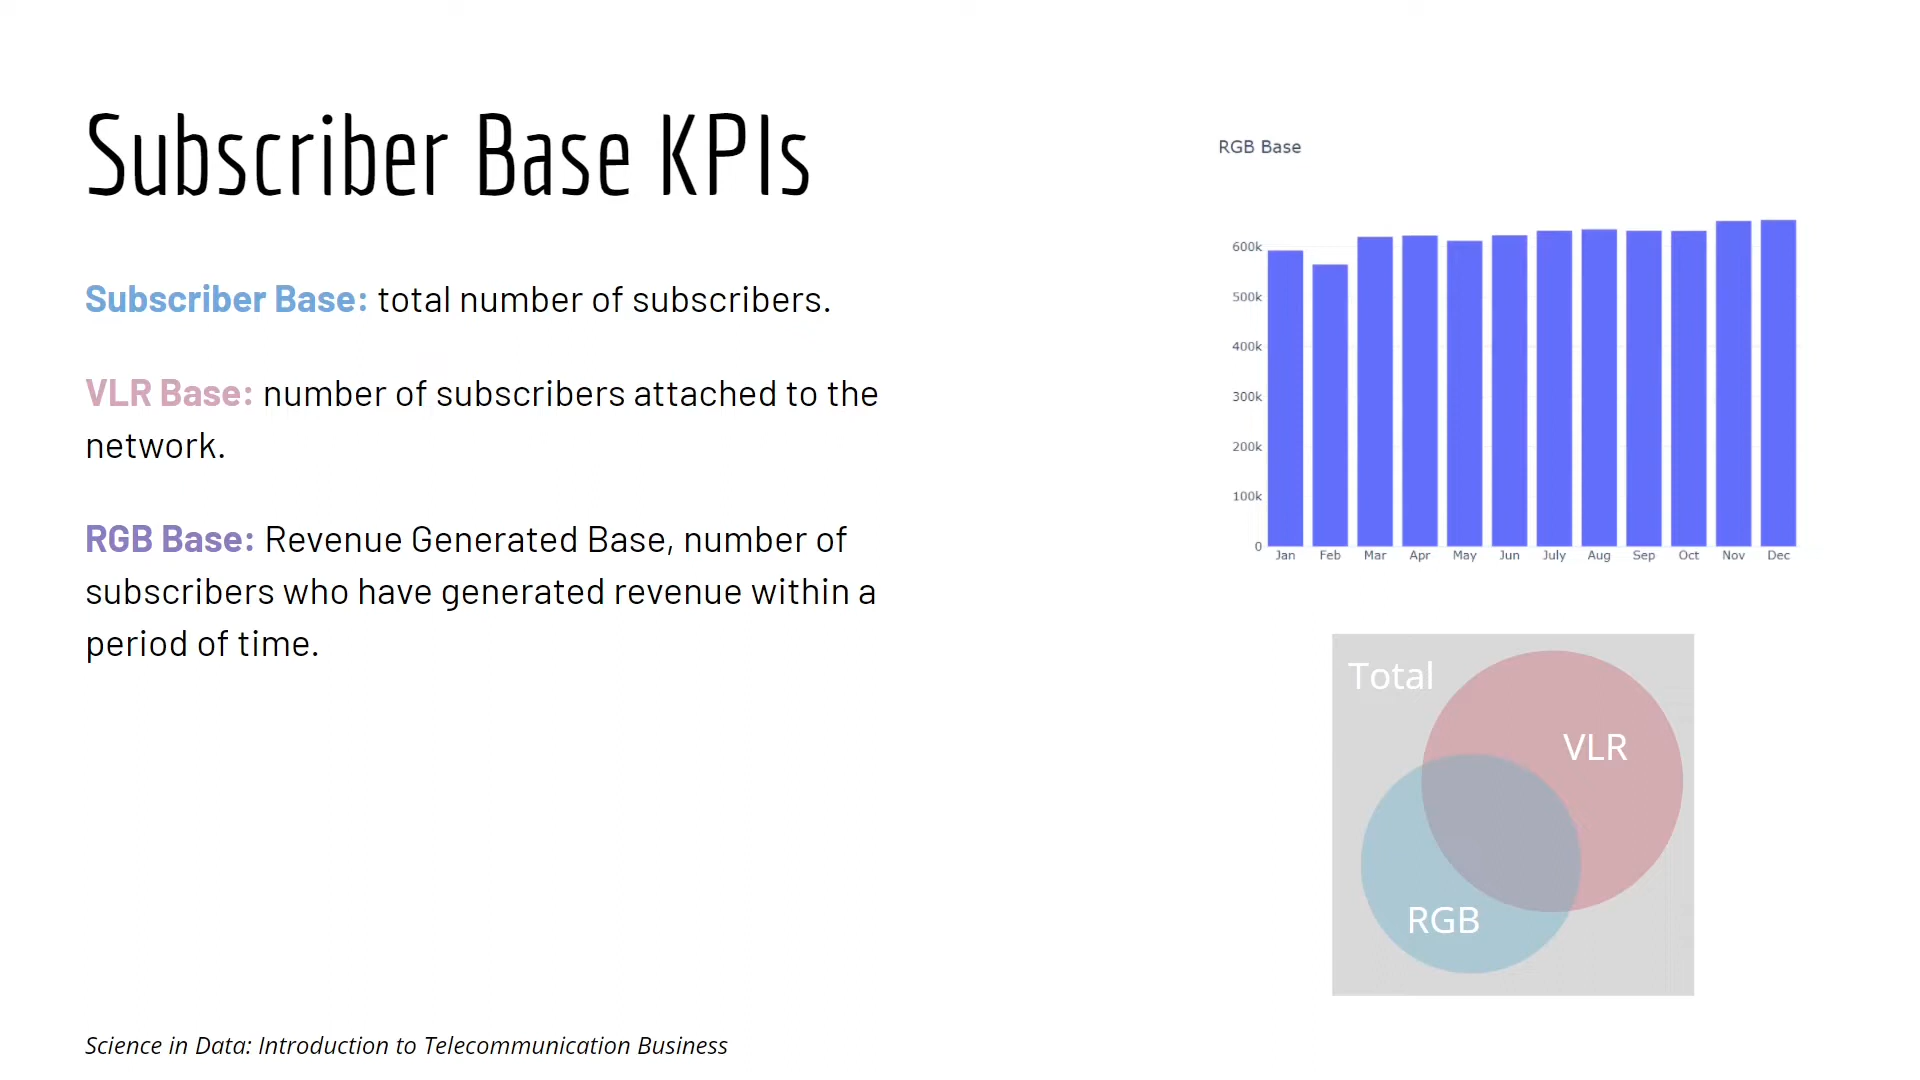 Subscriber Base KPIs
Subscriber Base: total number of subscribers.
VLR Base: number of subscribers attached to the
network.
RGB Base: Revenue Generated Base, number of
subscribers who have generated revenue within a
period of time.
RGB Base
600k
500k
400k
300k
200k
100k
0
Jan Feb Mar Apr May Jun July Aug Sep Oct Nov Dec
Total
VLR
RGB
Science in Data: Introduction to Telecommunication Business